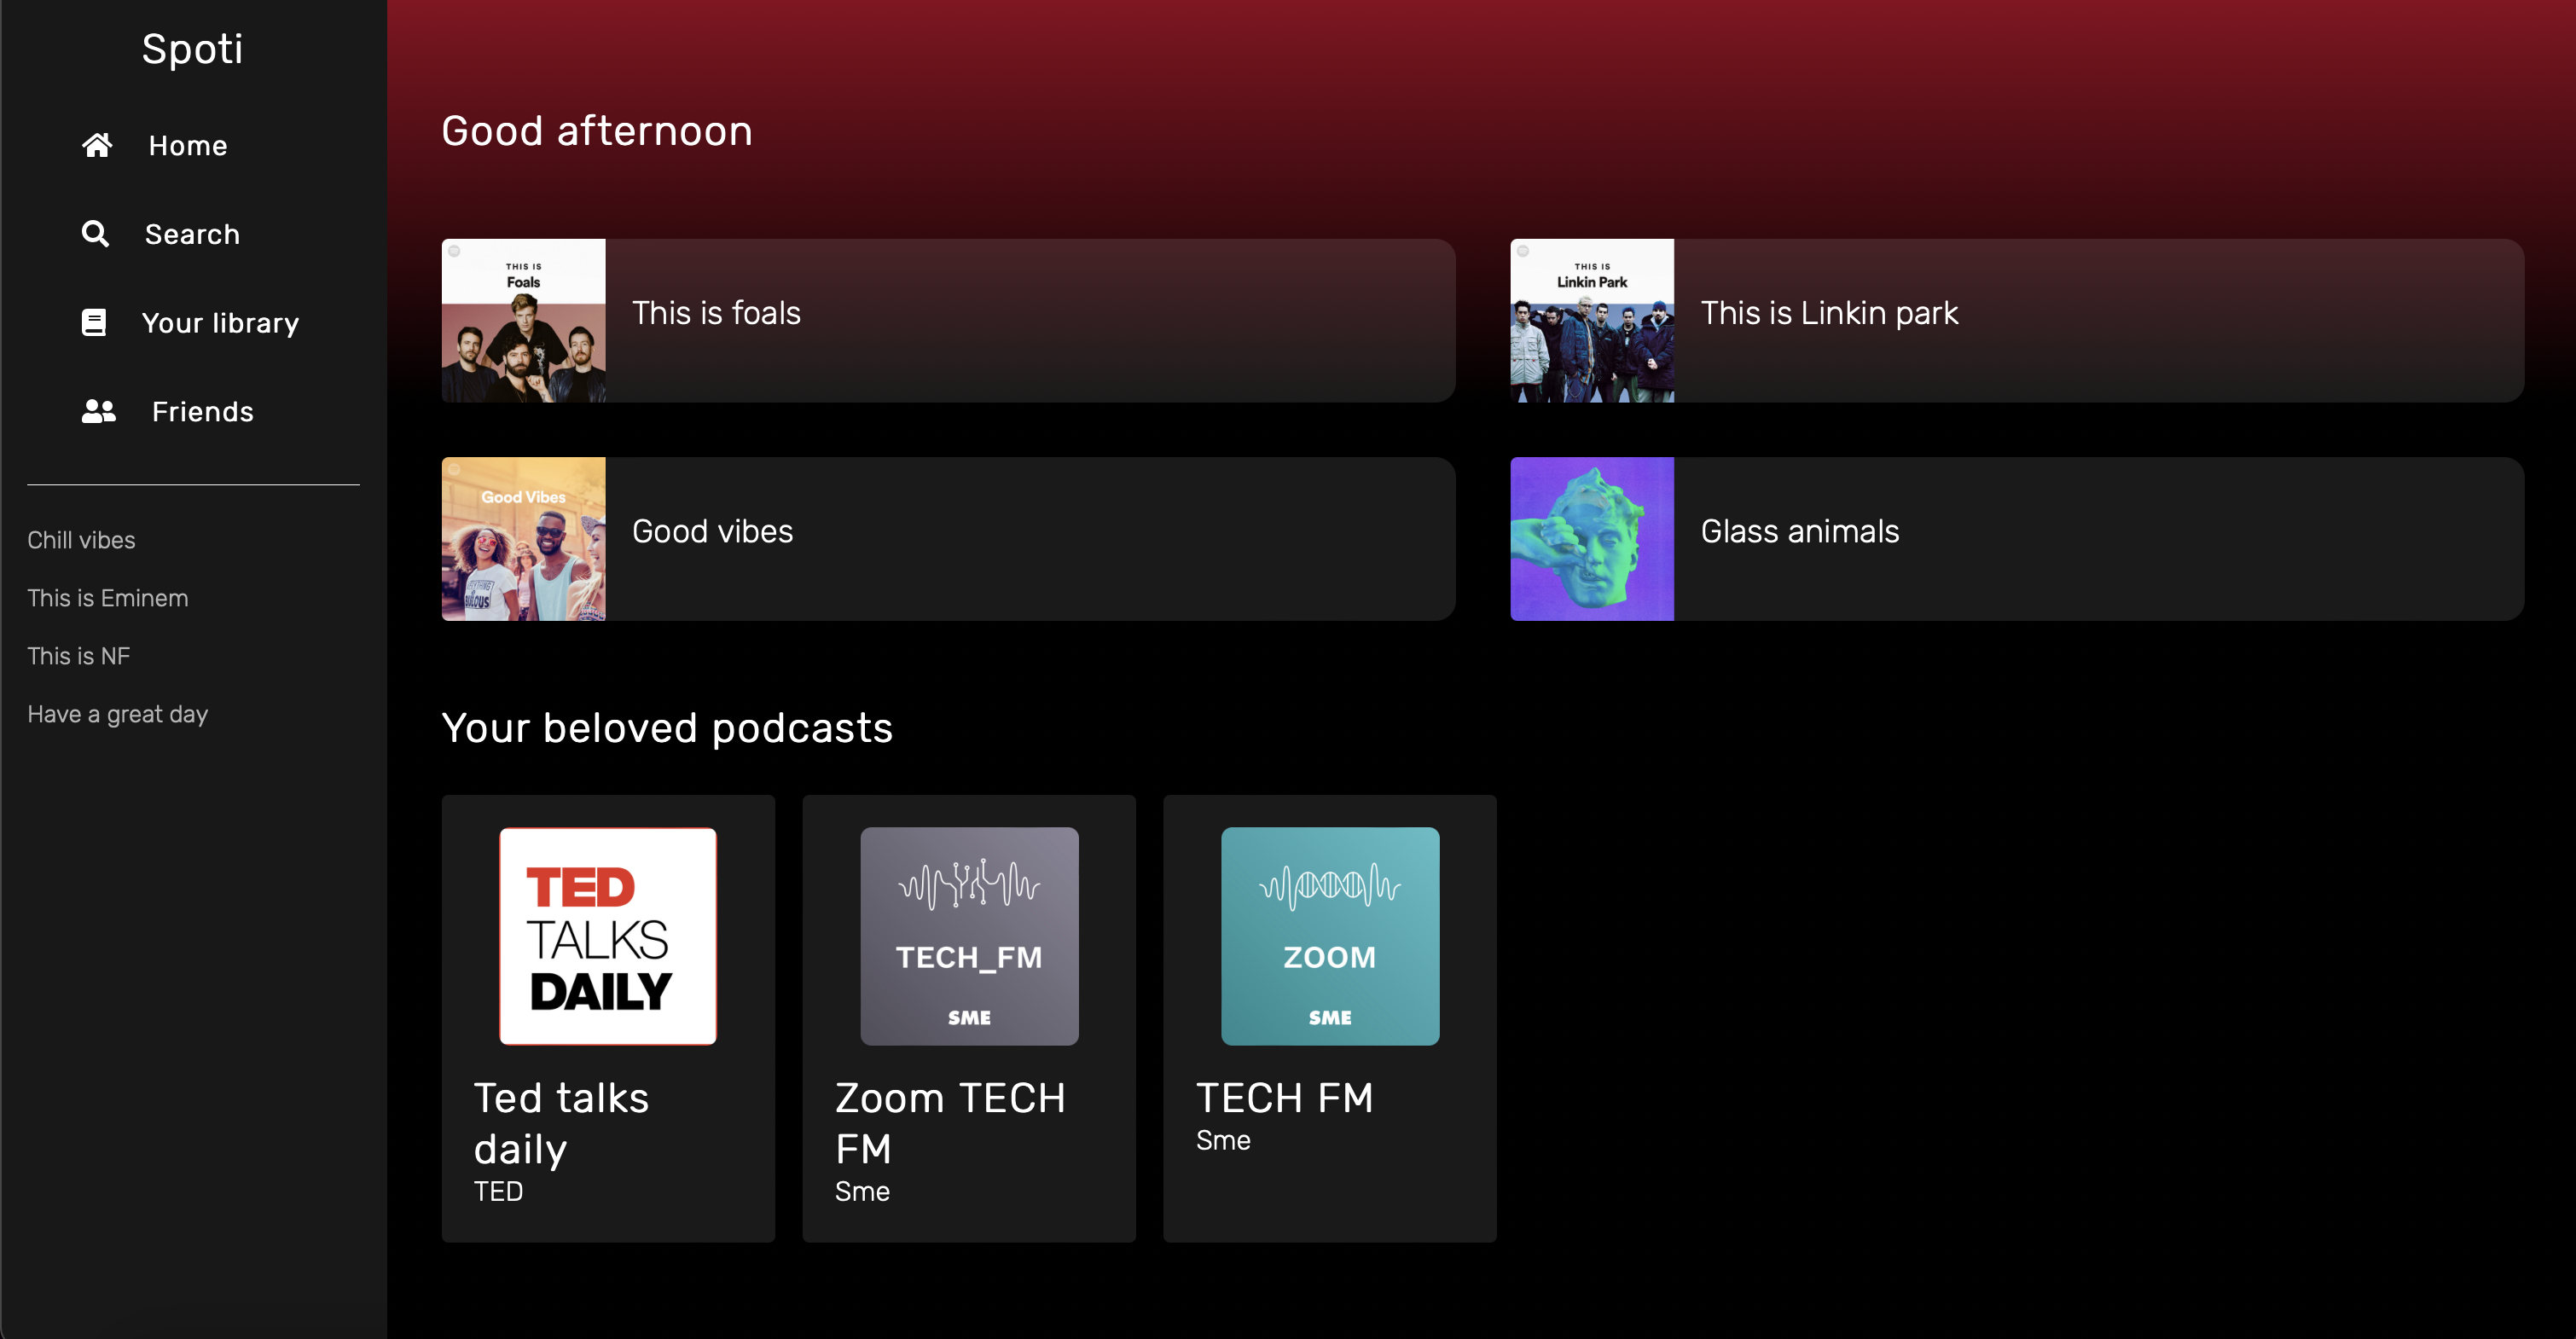 Spoti
Home
Search
Your library
Friends
Chill vibes
This is Eminem
This is NF
Have a great day
Good afternoon
THIS IS
Foals
This is foals
THIS IS
Linkin Park
This is Linkin park
Good Vibes
Good vibes
Glass animals
Your beloved podcasts
TED
TALKS
DAILY
Ted talks
daily
TED
TECH_FM
SME
Zoom TECH
FM
Sme
ZOOM
SME
TECH FM
Sme